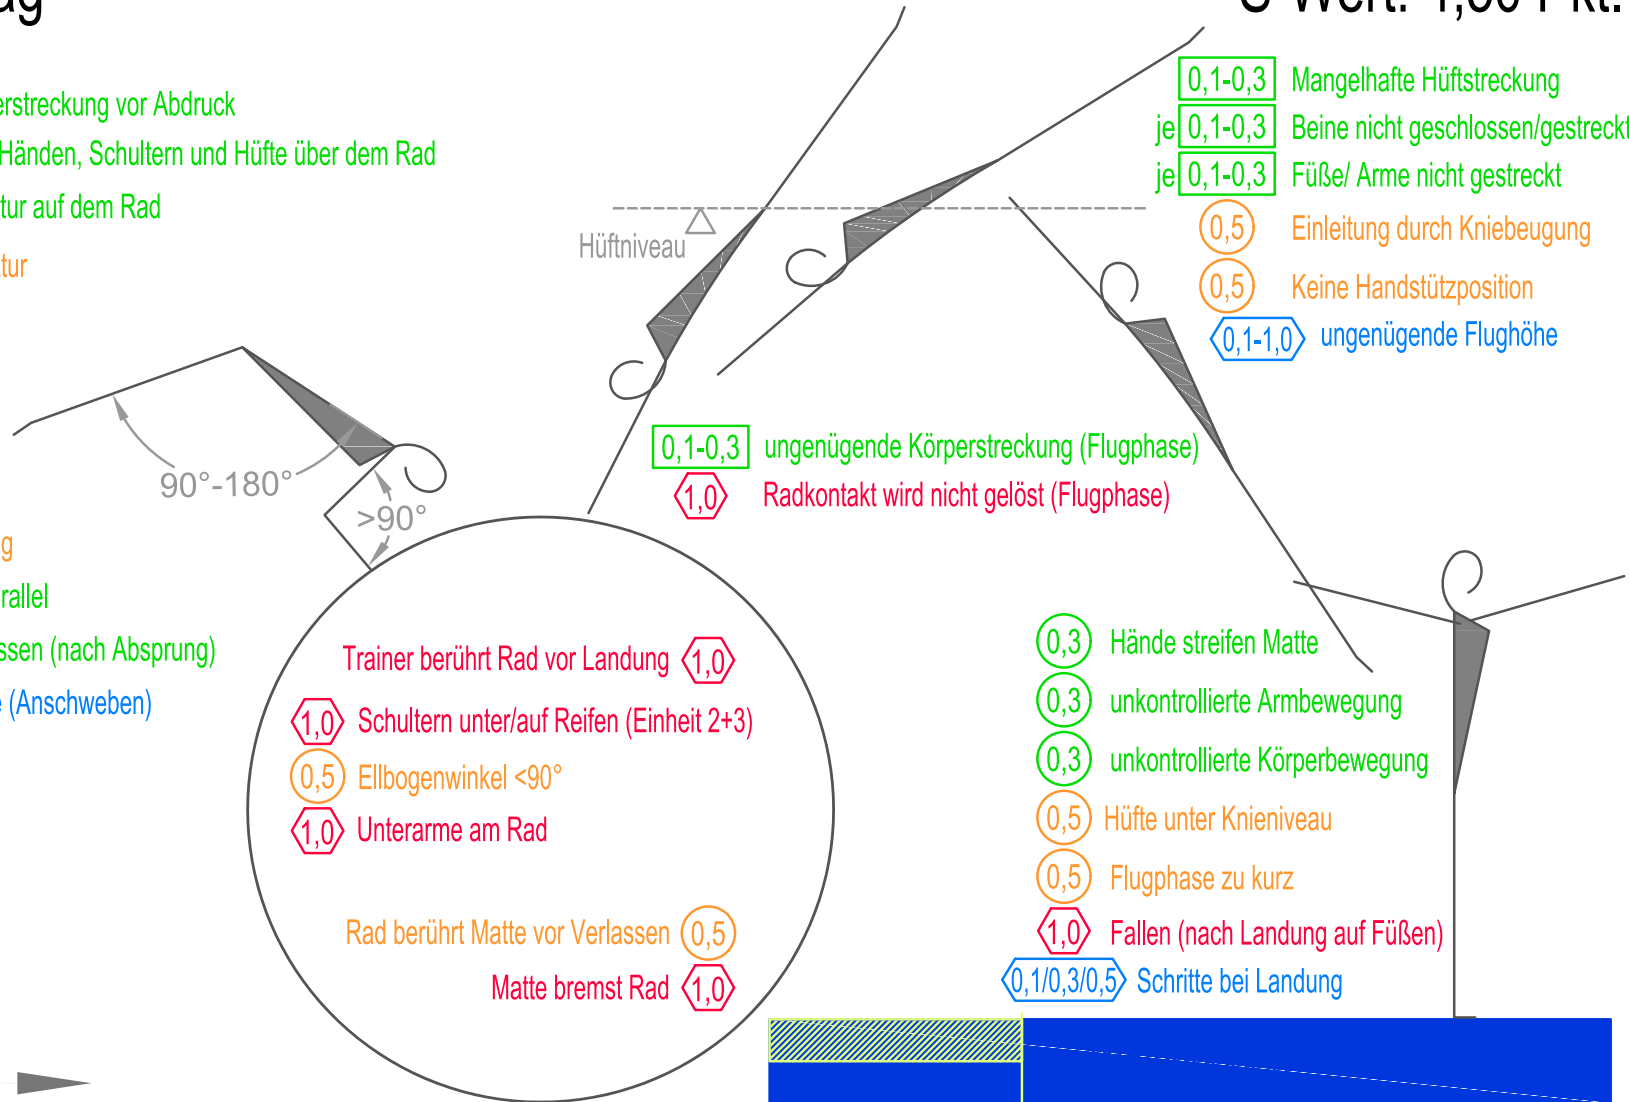 erstreckung vor Abdruck
Händen, Schultern und Hüfte über dem Rad
tur auf dem Rad
tur
0,1-0,3 Mangelhafte Hüftstreckung
je 0,1-0,3 Beine nicht geschlossen/gestreckt
je 0,1-0,3 Füße/ Arme nicht gestreckt
0,5 Einleitung durch Kniebeugung
0,5 Keine Handstützposition
0,1-1,0 ungenügende Flughöhe
Hüftniveau
90°-180°
>90°
0,1-0,3 ungenügende Körperstreckung (Flugphase)
1,0 Radkontakt wird nicht gelöst (Flugphase)
g
rallel
ssen (nach Absprung)
e (Anschweben)
Trainer berührt Rad vor Landung 1,0
1,0 Schultern unter/auf Reifen (Einheit 2+3)
0,5 Ellbogenwinkel <90°
1,0 Unterarme am Rad
Rad berührt Matte vor Verlassen 0,5
Matte bremst Rad 1,0
0,3 Hände streifen Matte
0,3 unkontrollierte Armbewegung
0,3 unkontrollierte Körperbewegung
0,5 Hüfte unter Knieniveau
0,5 Flugphase zu kurz
1,0 Fallen (nach Landung auf Füßen)
0,1/0,3/0,5 Schritte bei Landung